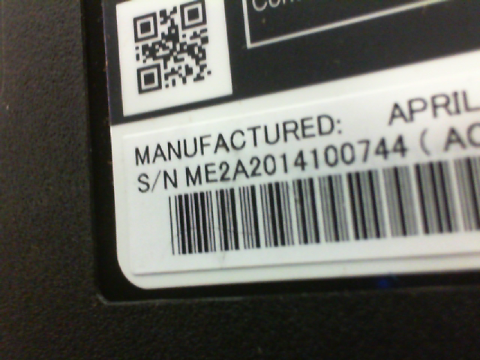 MANUFACTURED: APRIL
S/N ME2A2014100744 ( AC